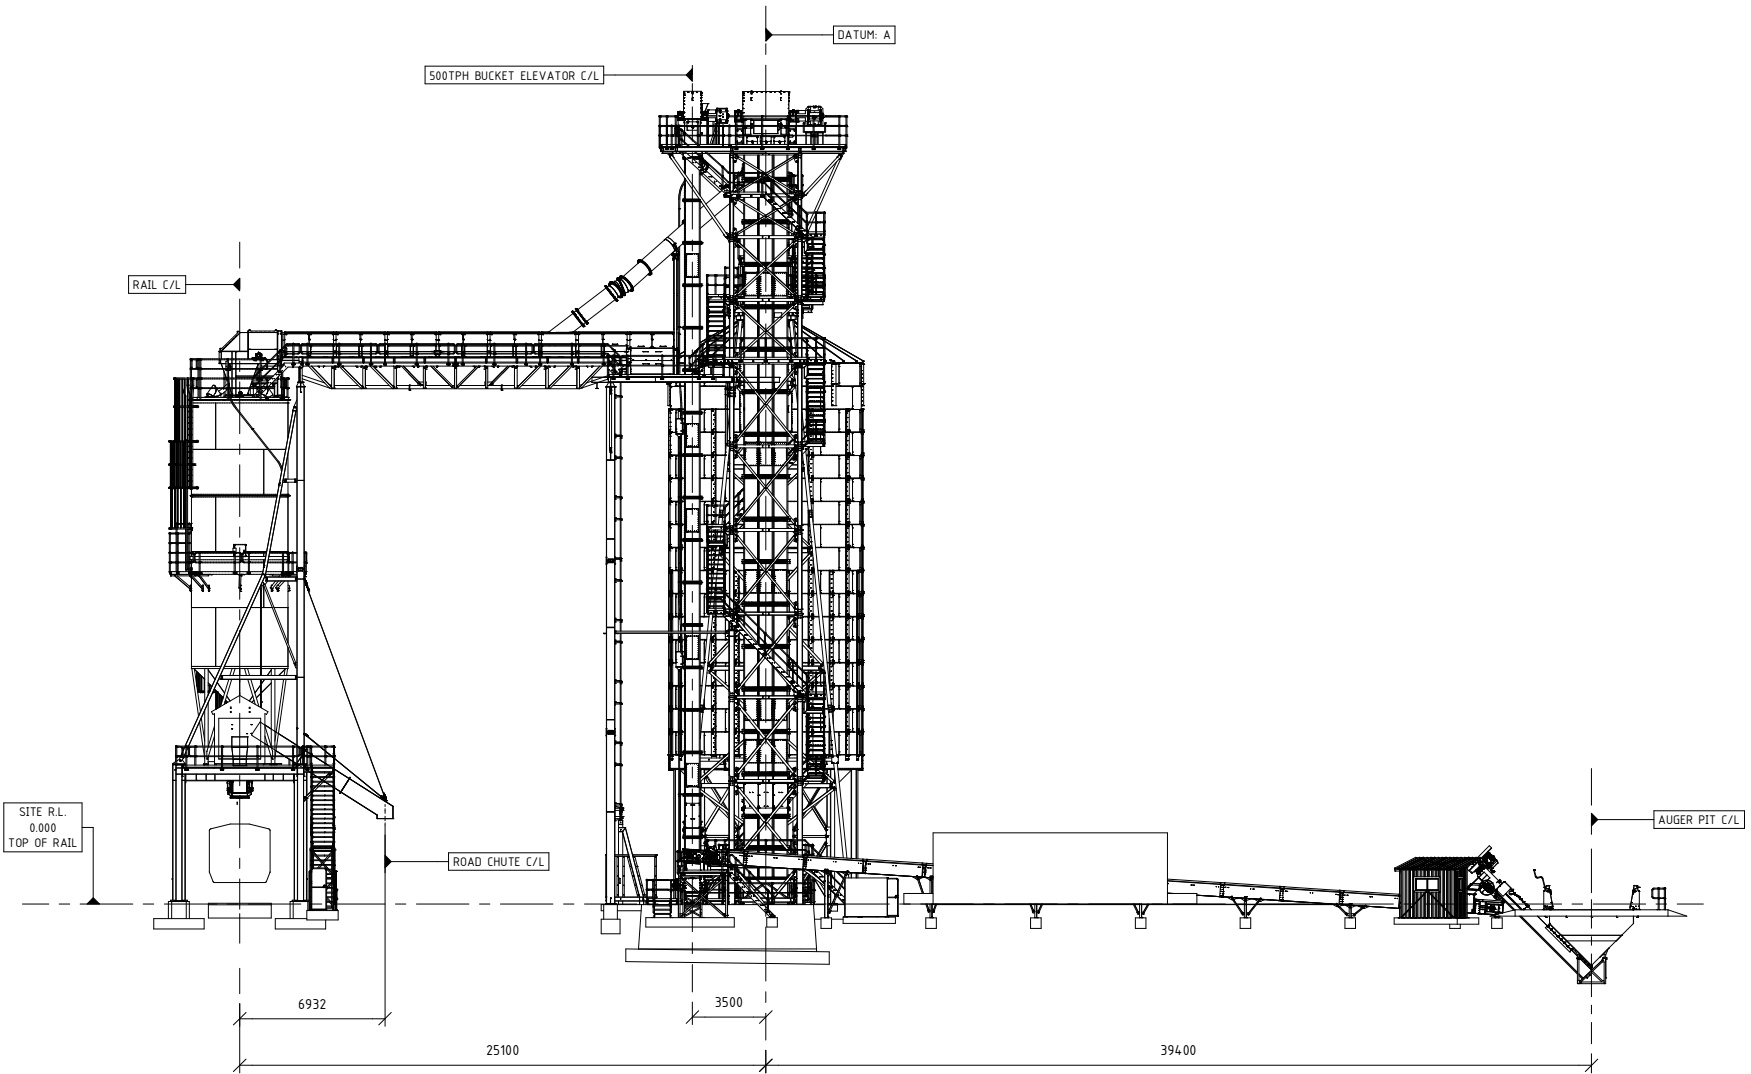 DATUM: A
500TPH BUCKET ELEVATOR C/L
RAIL C/L
SITE R.L.
0.000
TOP OF RAIL
AUGER PIT C/L
ROAD CHUTE C/L
6932
3500
25100
39400